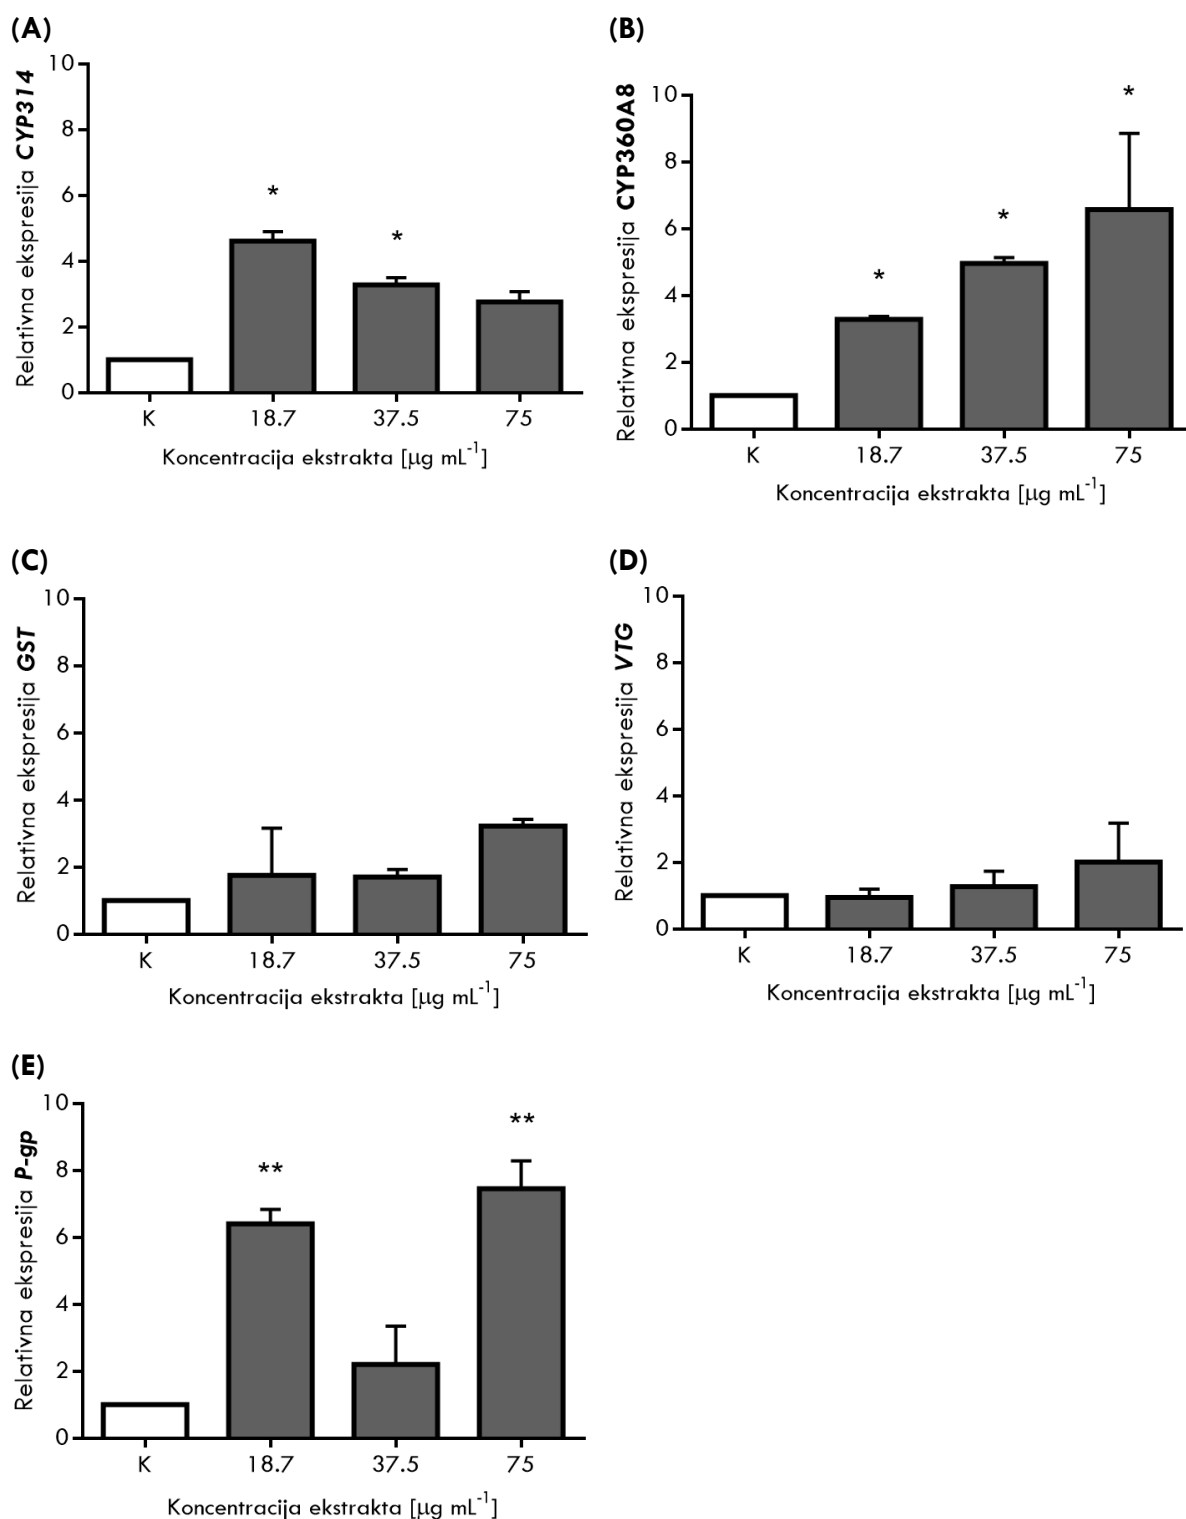 (A)
Relativna ekspresija CYP314
10
8
6
4
2
0
*
*
K 18.7 37.5 75
Koncentracija ekstrakta [µg mL⁻¹]
(B)
Relativna ekspresija CYP360A8
10
8
6
4
2
0
*
*
*
K 18.7 37.5 75
Koncentracija ekstrakta [µg mL⁻¹]
(C)
Relativna ekspresija GST
10
8
6
4
2
0
K 18.7 37.5 75
Koncentracija ekstrakta [µg mL⁻¹]
(D)
Relativna ekspresija VTG
10
8
6
4
2
0
K 18.7 37.5 75
Koncentracija ekstrakta [µg mL⁻¹]
(E)
Relativna ekspresija P-gp
10
8
6
4
2
0
**
**
K 18.7 37.5 75
Koncentracija ekstrakta [µg mL⁻¹]